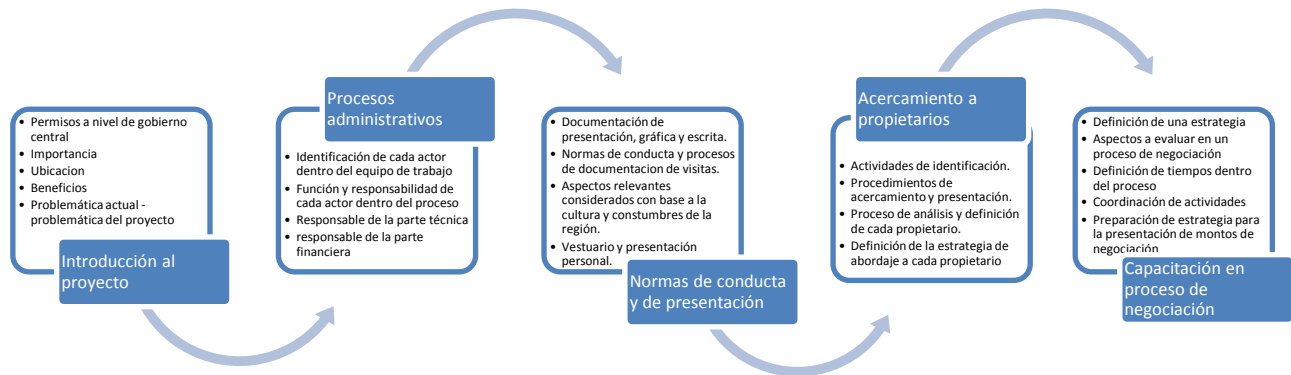 • Permisos a nivel de gobierno
central
• Importancia
• Ubicacion
• Beneficios
• Problemática actual -
problemática del proyecto
Introducción al
proyecto
Procesos
administrativos
• Identificación de cada actor
dentro del equipo de trabajo
• Función y responsabilidad de
cada actor dentro del proceso
• Responsable de la parte técnica
• responsable de la parte
financiera
• Documentación de
presentación, gráfica y escrita.
• Normas de conducta y procesos
de documentacion de visitas.
• Aspectos relevantes
considerados con base a la
cultura y constumbres de la
región.
• Vestuario y presentación
personal.
Normas de conducta
y de presentación
Acercamiento a
propietarios
• Actividades de identificación.
• Procedimientos de
acercamiento y presentación.
• Proceso de análisis y definición
de cada propietario.
• Definición de la estrategia de
abordaje a cada propietario
• Definición de una estrategia
• Aspectos a evaluar en un
proceso de negociación
• Definición de tiempos dentro
del proceso
• Coordinación de actividades
• Preparación de estrategia para
la presentación de montos de
negociación
Capacitación en
proceso de
negociación